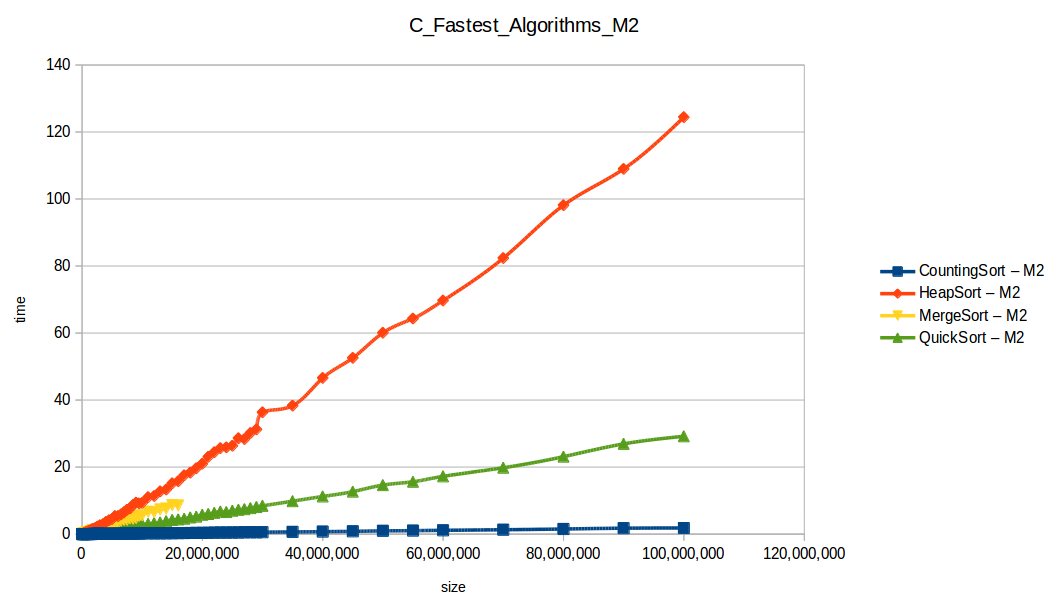 C_Fastest_Algorithms_M2
140
120
100
80
60
40
20
0
time
0
20,000,000
40,000,000
60,000,000
80,000,000
100,000,000
120,000,000
size
CountingSort – M2
HeapSort – M2
MergeSort – M2
QuickSort – M2